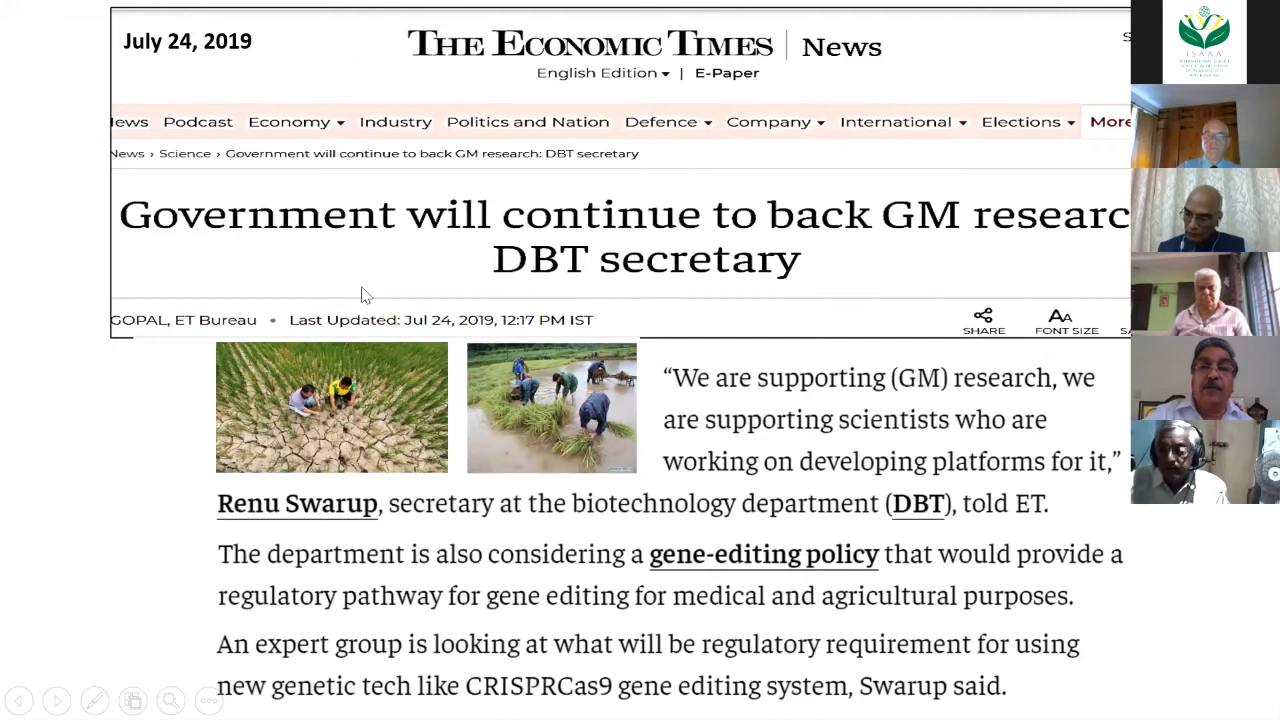 July 24, 2019
THE ECONOMIC TIMES | News
English Edition | E-Paper
News Podcast Economy Industry Politics and Nation Defence Company International Elections More
News › Science › Government will continue to back GM research: DBT secretary
Government will continue to back GM researc
DBT secretary
GOPAL, ET Bureau • Last Updated: Jul 24, 2019, 12:17 PM IST
SHARE
FONT SIZE
“We are supporting (GM) research, we
are supporting scientists who are
working on developing platforms for it,”
Renu Swarup, secretary at the biotechnology department (DBT), told ET.
The department is also considering a gene-editing policy that would provide a
regulatory pathway for gene editing for medical and agricultural purposes.
An expert group is looking at what will be regulatory requirement for using
new genetic tech like CRISPRCas9 gene editing system, Swarup said.
ISAAA